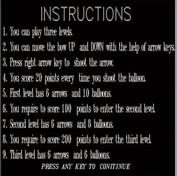 INSTRUCTIONS
1. You can play three levels.
2. You can move the bow UP and DOWN with the help of arrow keys.
3. Press right arrow key to shoot the arrow.
4. You score 20 points every time you shoot the balloon.
5. First level has 6 arrows and 10 balloons.
6. You require to score 100 points to enter the second level.
7. Second level has 6 arrows and 8 balloons.
8. You require to score 200 points to enter the third level.
9. Third level has 6 arrows and 6 balloons.
PRESS ANY KEY TO CONTINUE